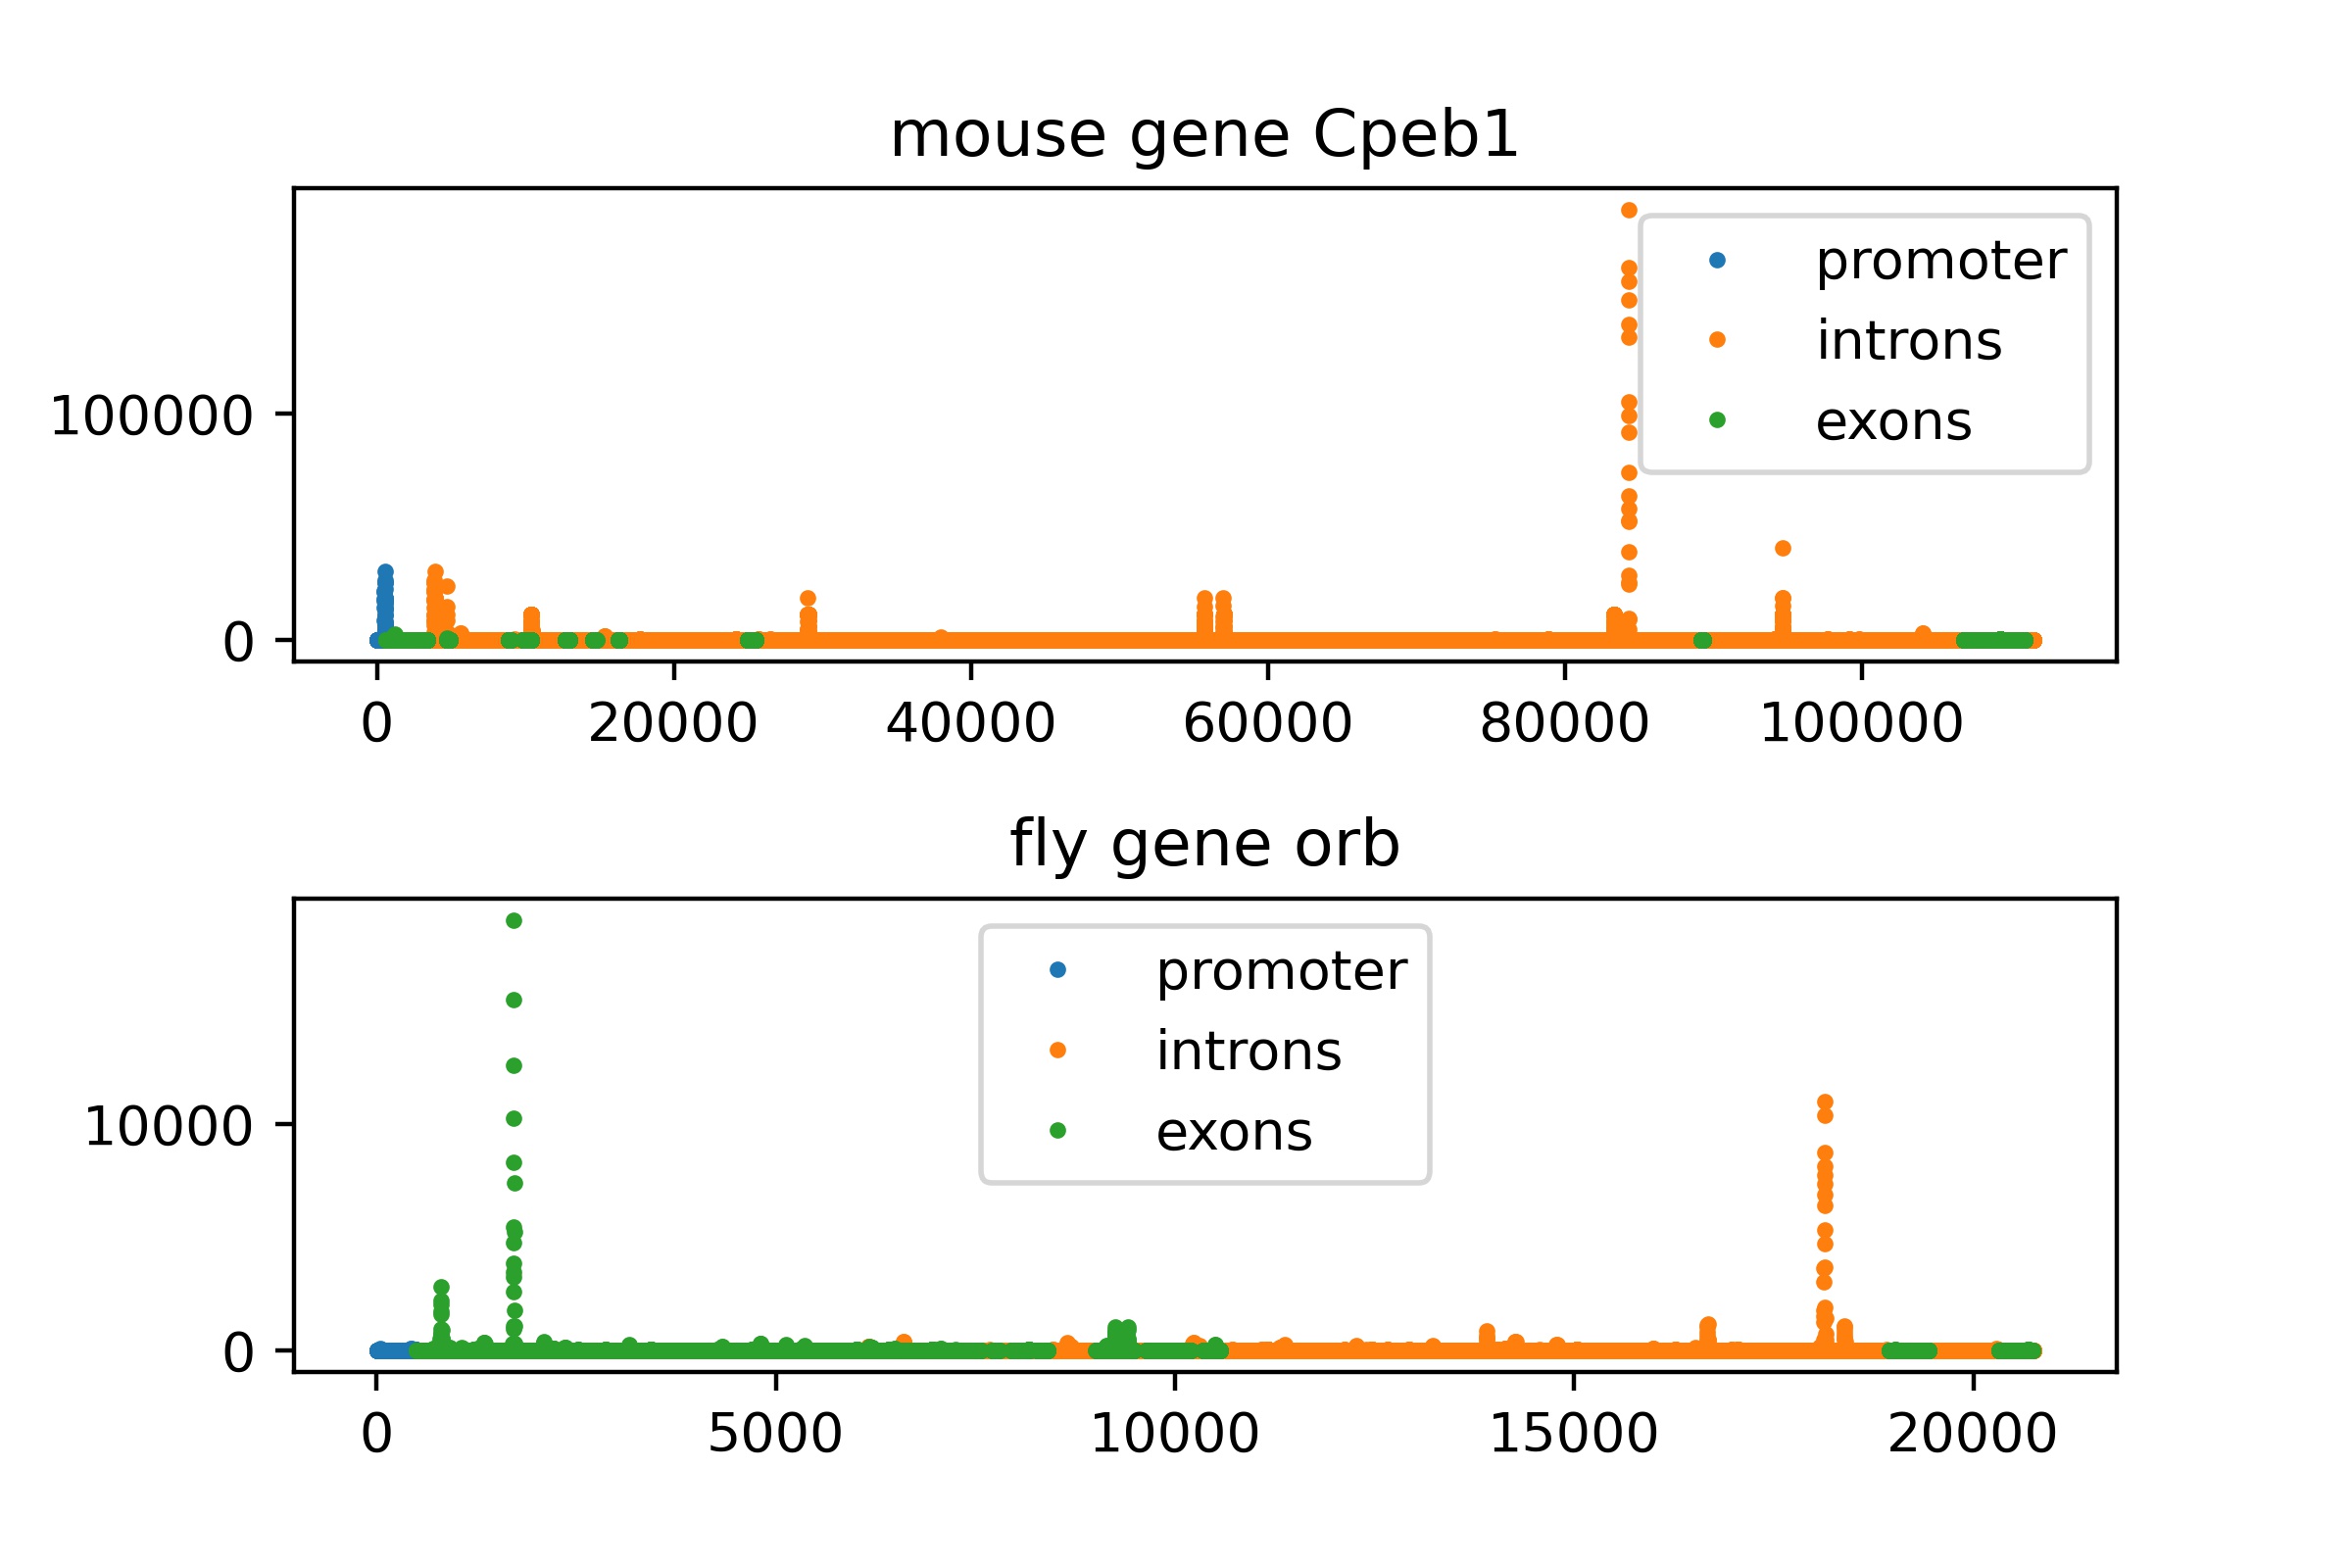 mouse gene Cpeb1
promoter
introns
exons
100000
0
0 20000 40000 60000 80000 100000
fly gene orb
promoter
introns
exons
10000
0
0 5000 10000 15000 20000